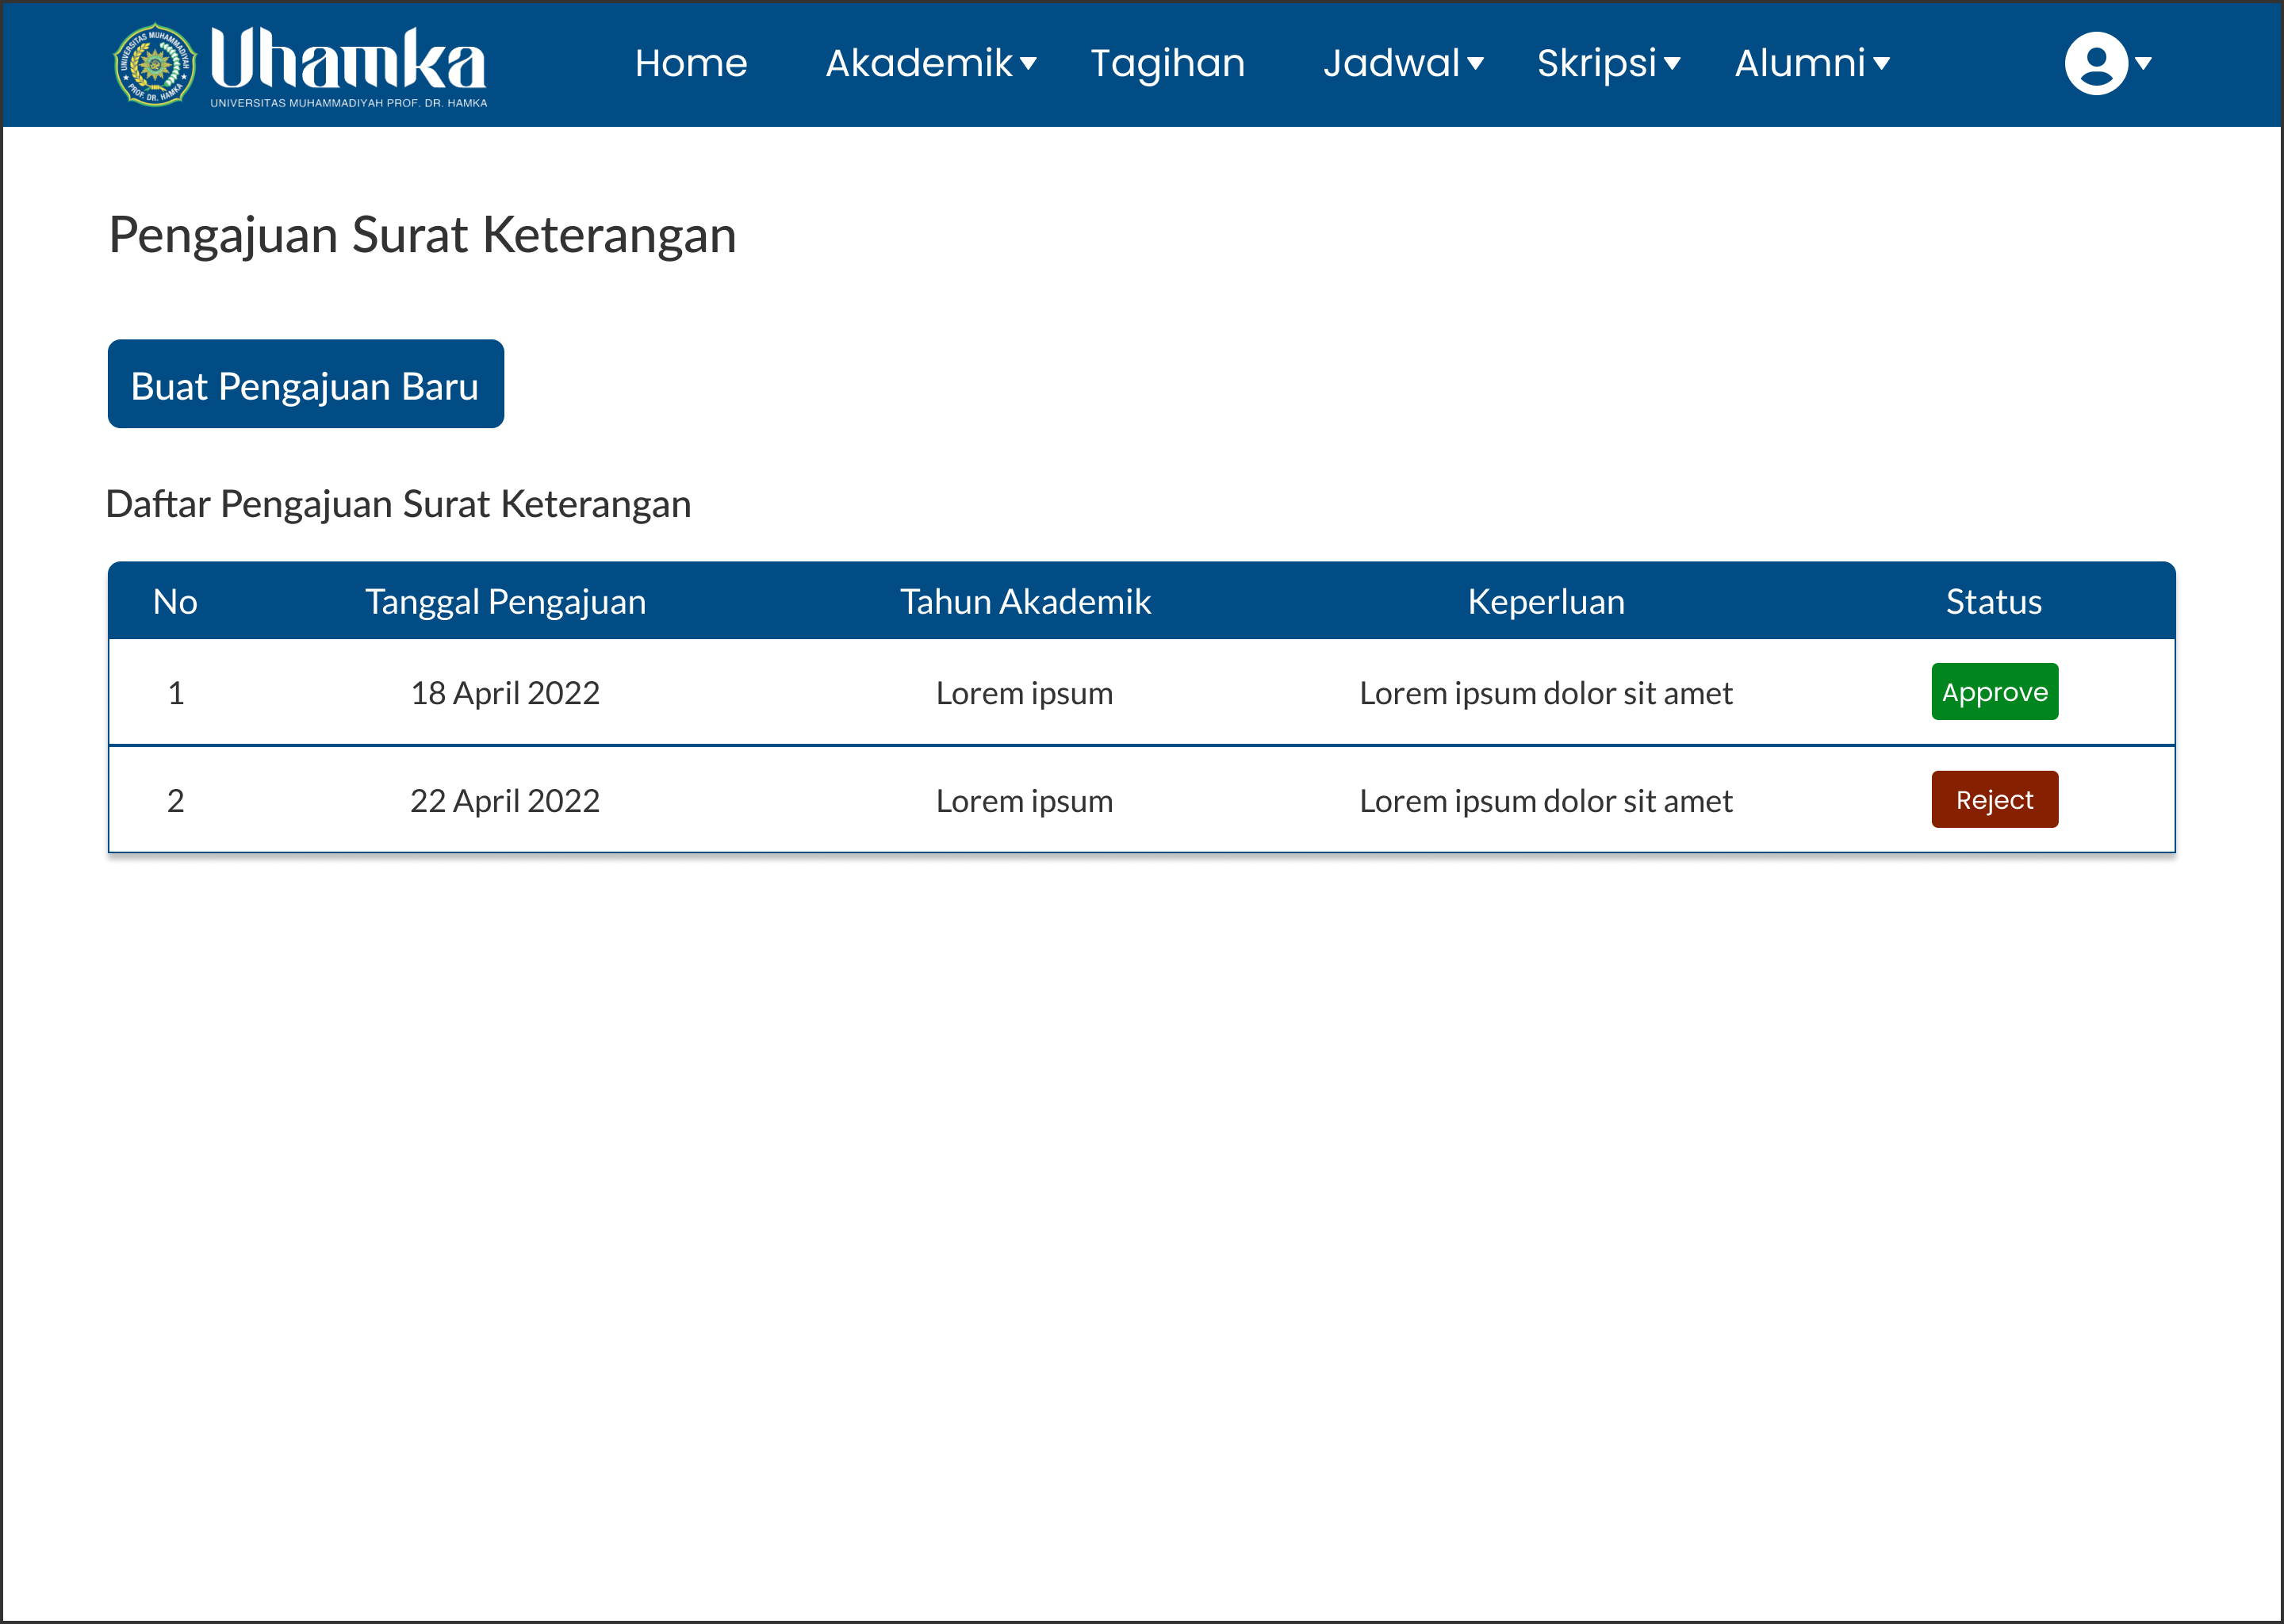 UNIVERSITAS MUHAMMADIYAH
PROF. DR. HAMKA
Uhamka
UNIVERSITAS MUHAMMADIYAH PROF. DR. HAMKA
Home Akademik Tagihan Jadwal Skripsi Alumni
Pengajuan Surat Keterangan
Buat Pengajuan Baru
Daftar Pengajuan Surat Keterangan
No Tanggal Pengajuan Tahun Akademik Keperluan Status
1 18 April 2022 Lorem ipsum Lorem ipsum dolor sit amet Approve
2 22 April 2022 Lorem ipsum Lorem ipsum dolor sit amet Reject